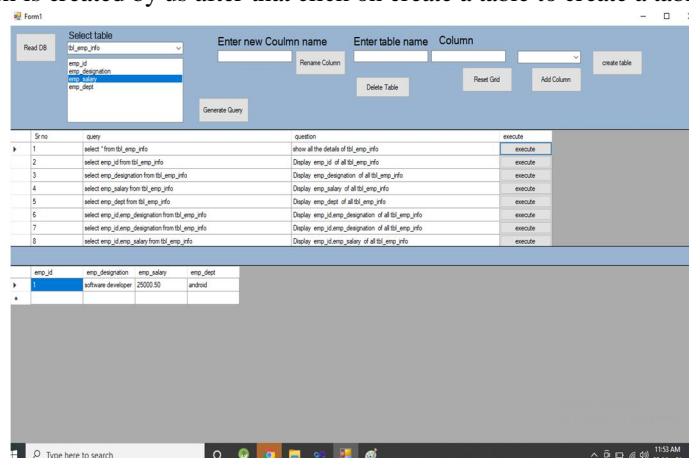 k is created by us after that click on create a table to create a tab
Form1
Read DB
Select table
tbl_emp_info
emp_id
emp_designation
emp_salary
emp_dept
Enter new Coulmn name
Enter table name
Column
Rename Column
Delete Table
Reset Grid
Add Column
create table
Generate Query
Sr no query question execute
1 select * from tbl_emp_info show all the details of tbl_emp_info execute
2 select emp_id from tbl_emp_info Display emp_id of all tbl_emp_info execute
3 select emp_designation from tbl_emp_info Display emp_designation of all tbl_emp_info execute
4 select emp_salary from tbl_emp_info Display emp_salary of all tbl_emp_info execute
5 select emp_dept from tbl_emp_info Display emp_dept of all tbl_emp_info execute
6 select emp_id,emp_designation from tbl_emp_info Display emp_id,emp_designation of all tbl_emp_info execute
7 select emp_id,emp_designation from tbl_emp_info Display emp_id,emp_designation of all tbl_emp_info execute
8 select emp_id,emp_salary from tbl_emp_info Display emp_id,emp_salary of all tbl_emp_info execute
emp_id emp_designation emp_salary emp_dept
1 software developer 25000.50 android
Type here to search
11:53 AM